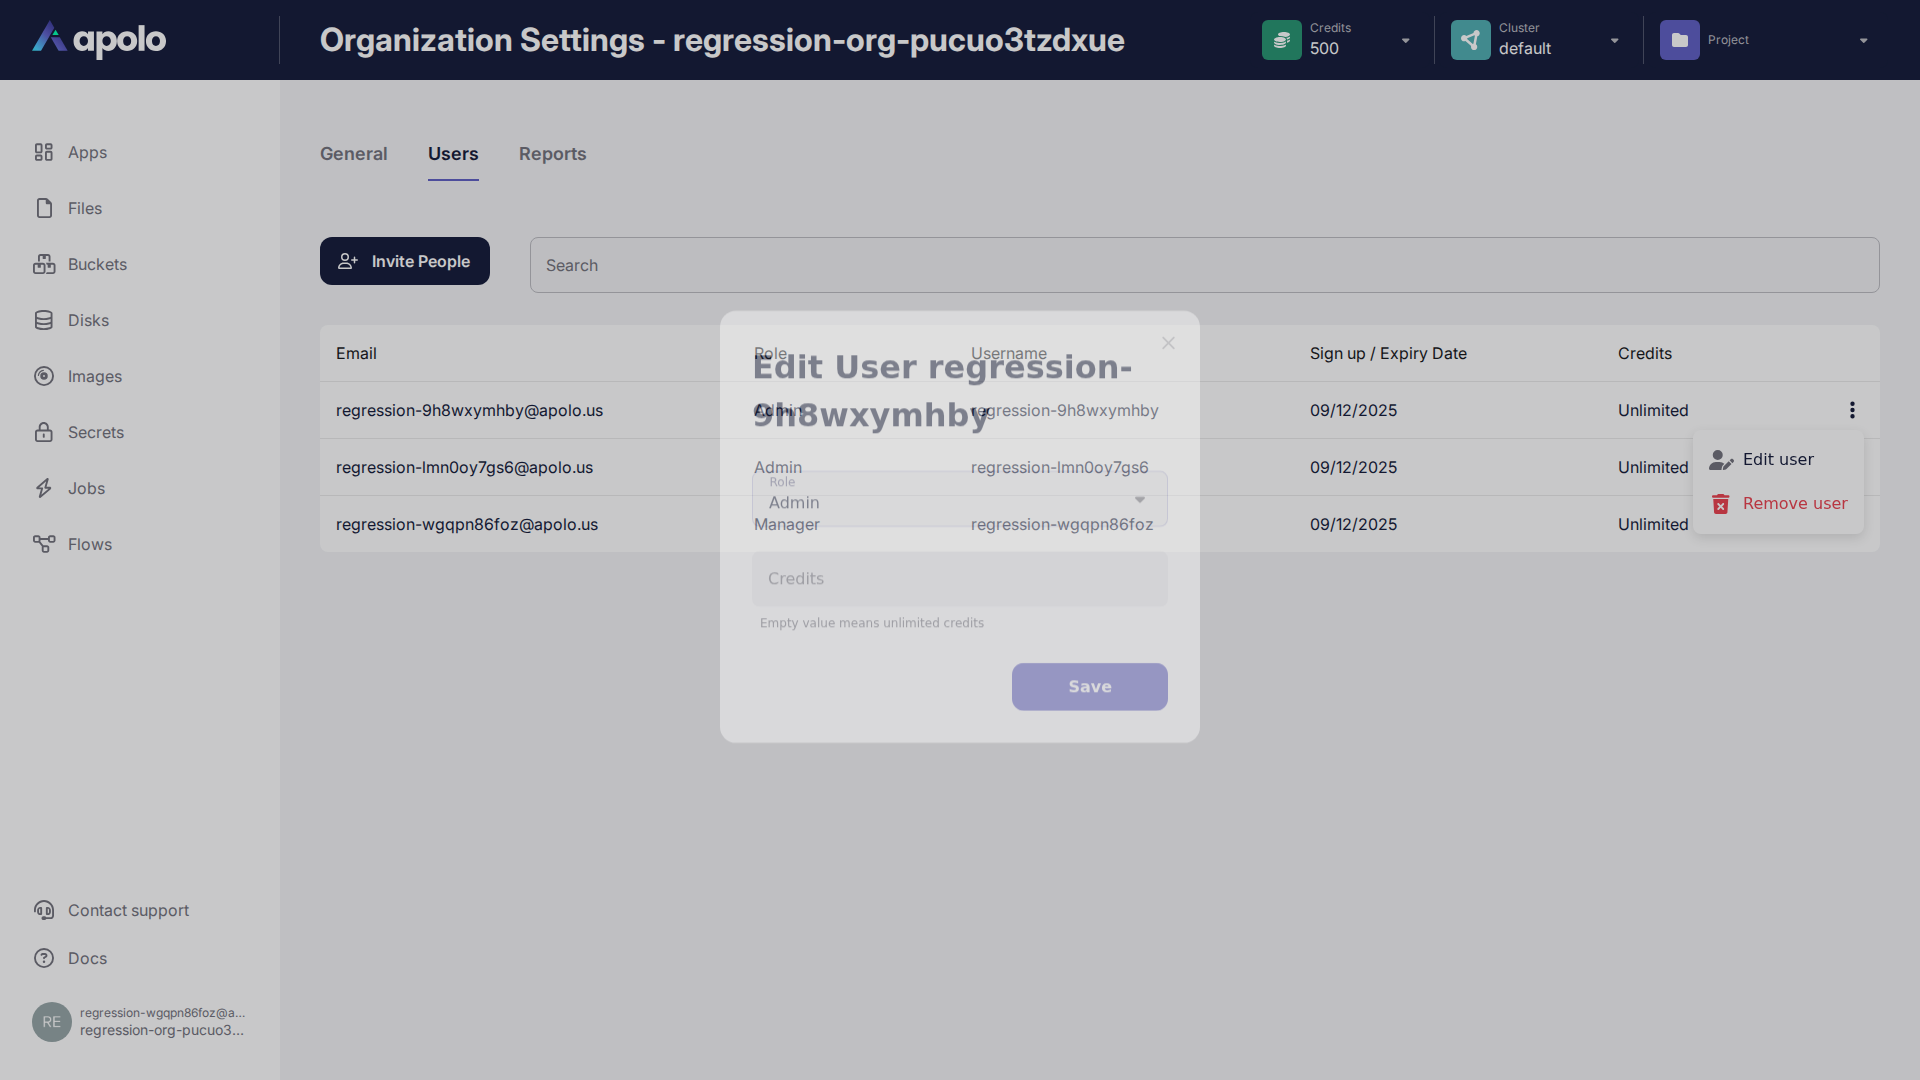 apolo
Organization Settings - regression-org-pucuo3tzdxue
Credits
500
Cluster
default
Project
Apps
Files
Buckets
Disks
Images
Secrets
Jobs
Flows
General Users Reports
Invite People
Search
Email Role Username Sign up / Expiry Date Credits
regression-9h8wxymhby@apolo.us Admin regression-9h8wxymhby 09/12/2025 Unlimited
regression-lmn0oy7gs6@apolo.us Admin regression-lmn0oy7gs6 09/12/2025 Unlimited
regression-wgqpn86foz@apolo.us Manager regression-wgqpn86foz 09/12/2025 Unlimited
Edit user
Remove user
Edit User regression-
9h8wxymhby
Role
Admin
Credits
Empty value means unlimited credits
Save
Contact support
Docs
RE
regression-wgqpn86foz@a...
regression-org-pucuo3...